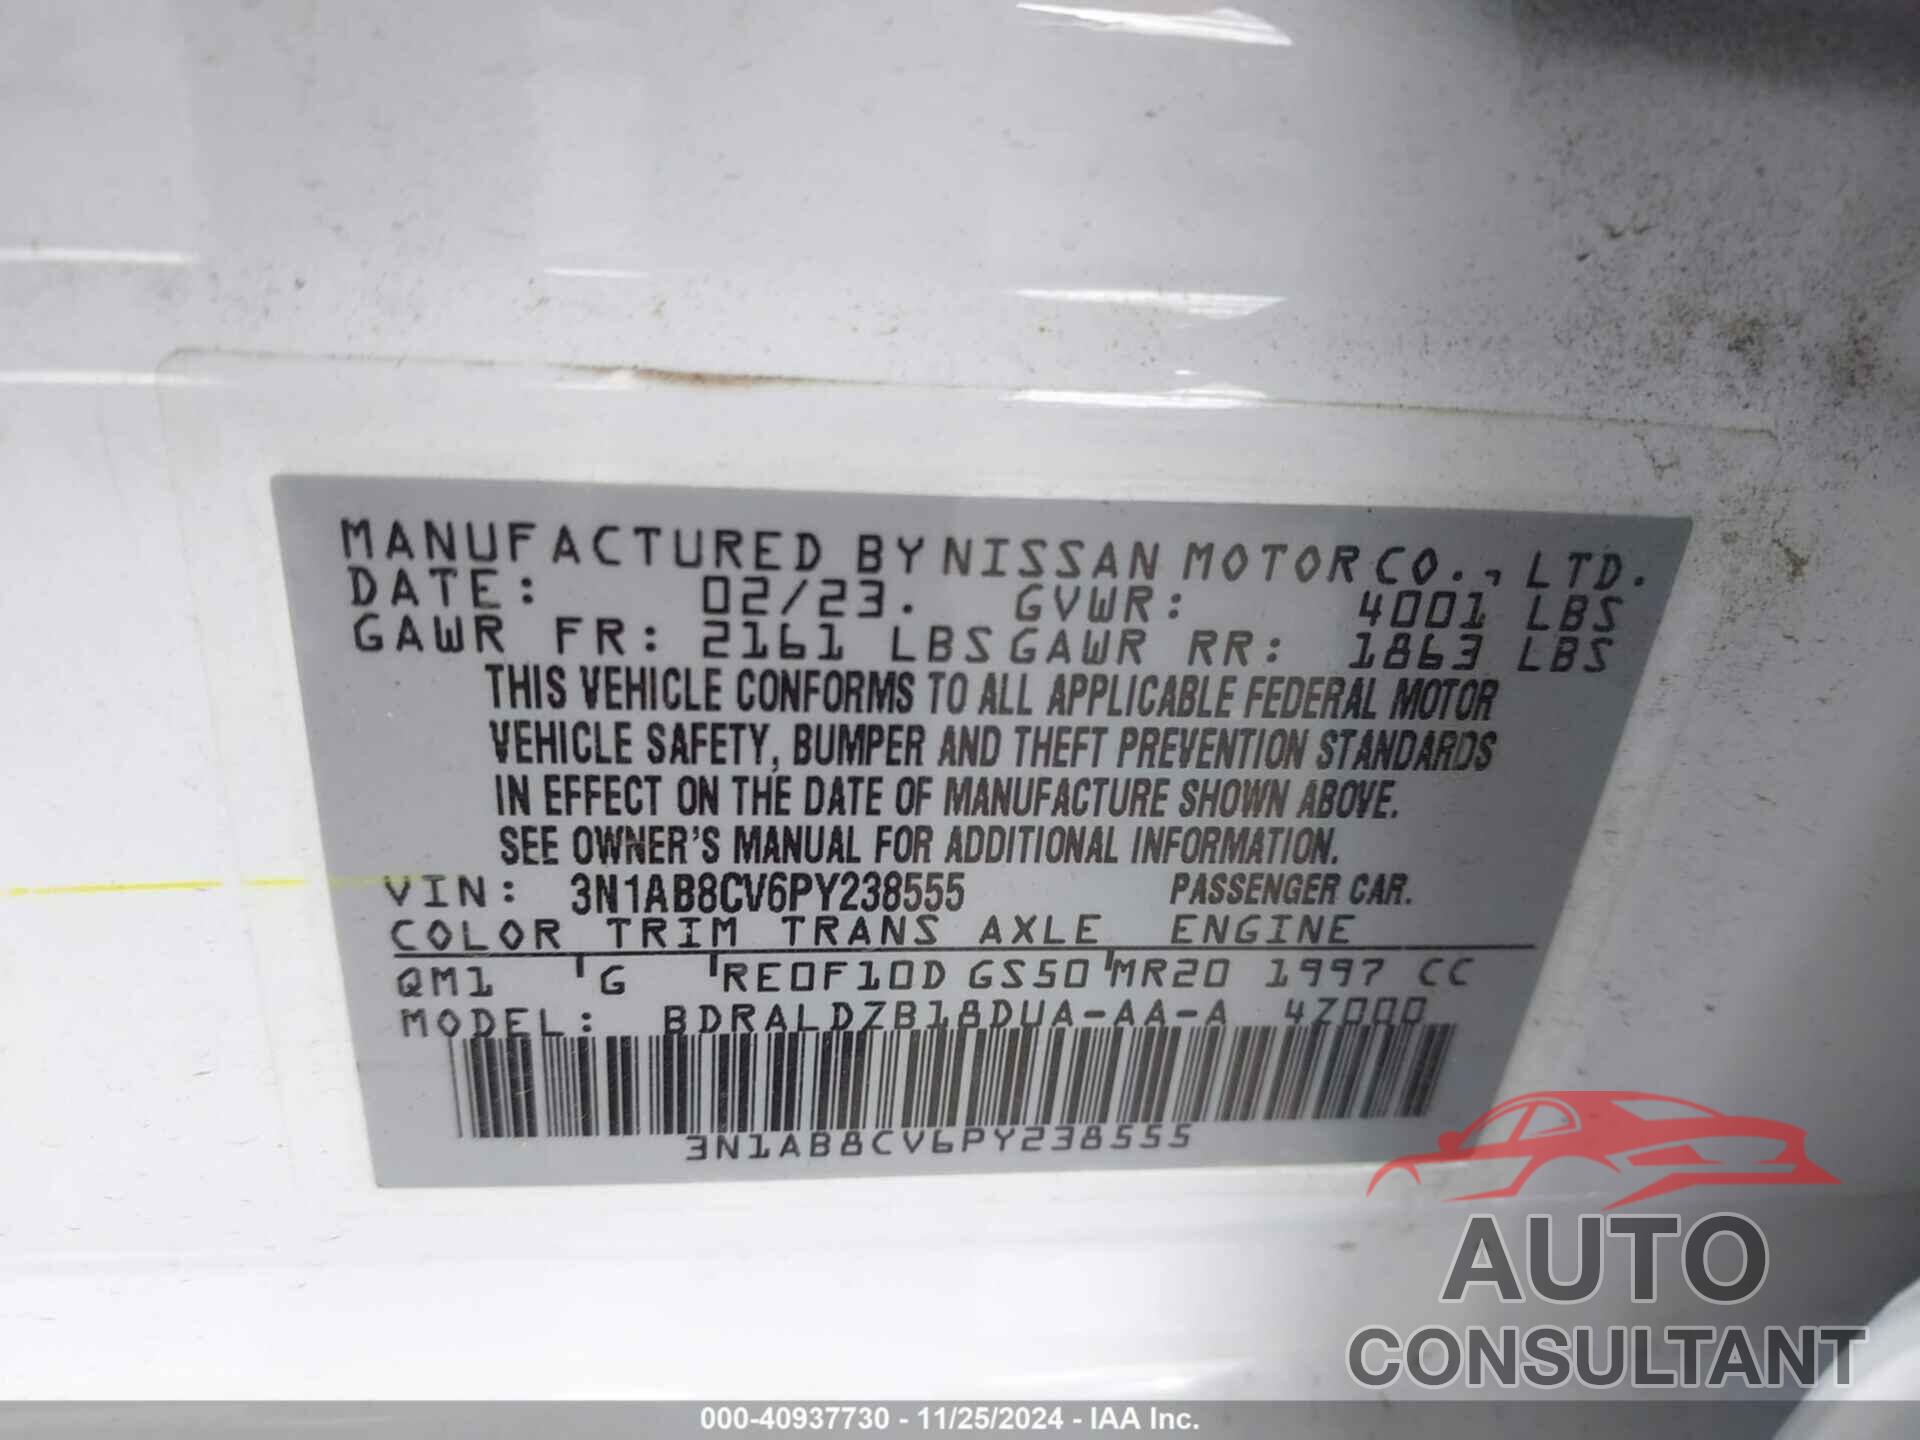 MANUFACTURED BY NISSAN MOTOR CO., LTD.
DATE: 02/23. GVWR: 4001 LBS
GAWR FR: 2161 LBS GAWR RR: 1863 LBS
THIS VEHICLE CONFORMS TO ALL APPLICABLE FEDERAL MOTOR
VEHICLE SAFETY, BUMPER AND THEFT PREVENTION STANDARDS
IN EFFECT ON THE DATE OF MANUFACTURE SHOWN ABOVE.
SEE OWNER'S MANUAL FOR ADDITIONAL INFORMATION.
VIN: 3N1AB8CV6PY238555 PASSENGER CAR.
COLOR TRIM TRANS AXLE ENGINE
QM1 G RE0F10D GS50 MR20 1997 CC
MODEL: BDRALDZB18DUA-AA-A 4Z000
3N1AB8CV6PY238555
AUTO
CONSULTANT
000-40937730 - 11/25/2024 - IAA Inc.